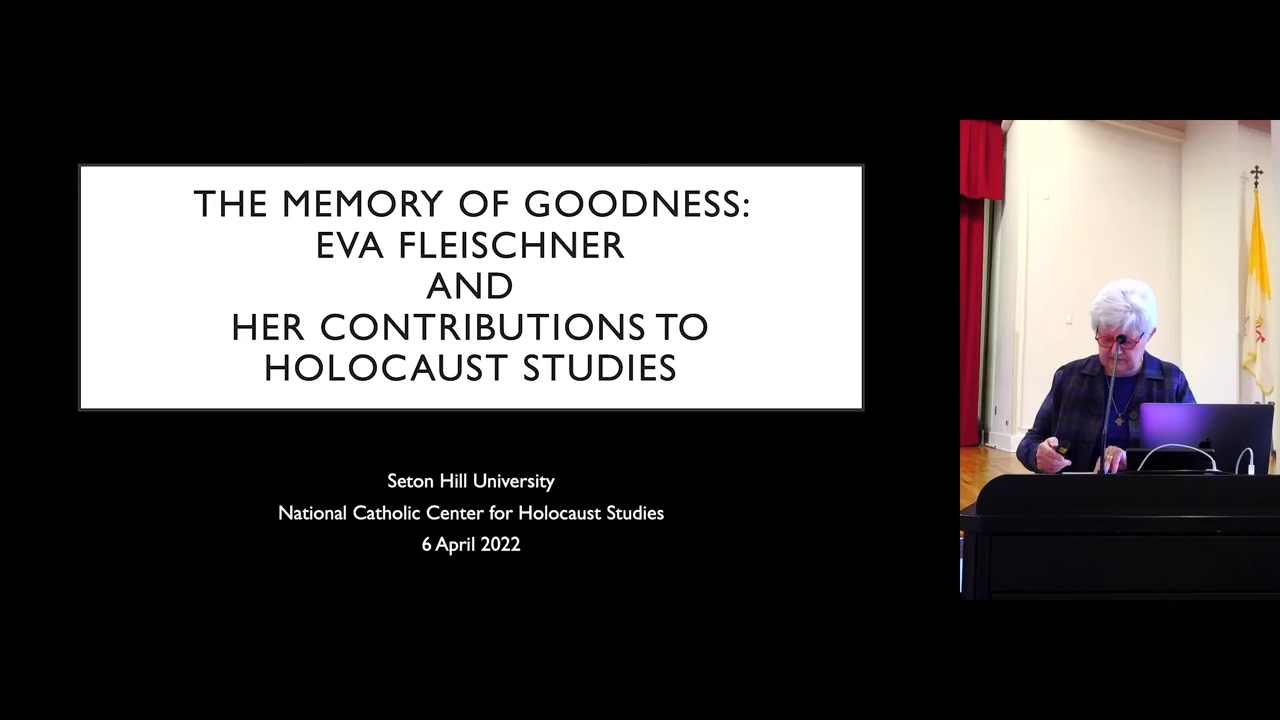 THE MEMORY OF GOODNESS:
EVA FLEISCHNER
AND
HER CONTRIBUTIONS TO
HOLOCAUST STUDIES
Seton Hill University
National Catholic Center for Holocaust Studies
6 April 2022